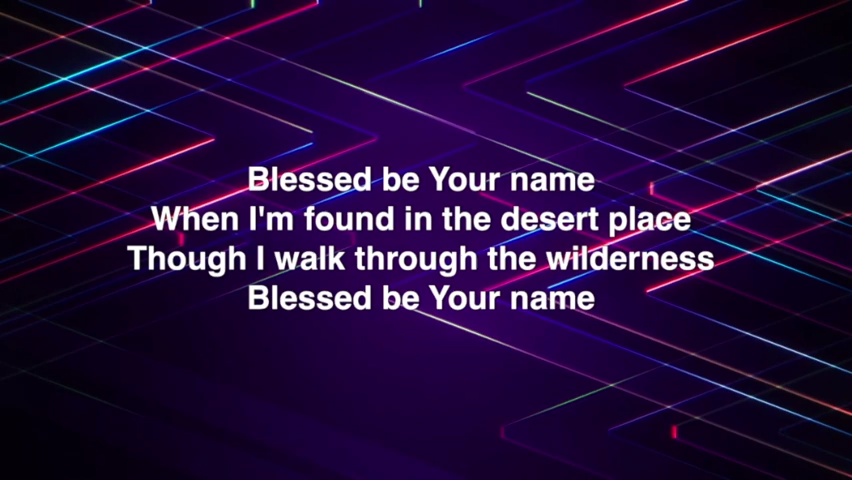 Blessed be Your name
When I'm found in the desert place
Though I walk through the wilderness
Blessed be Your name